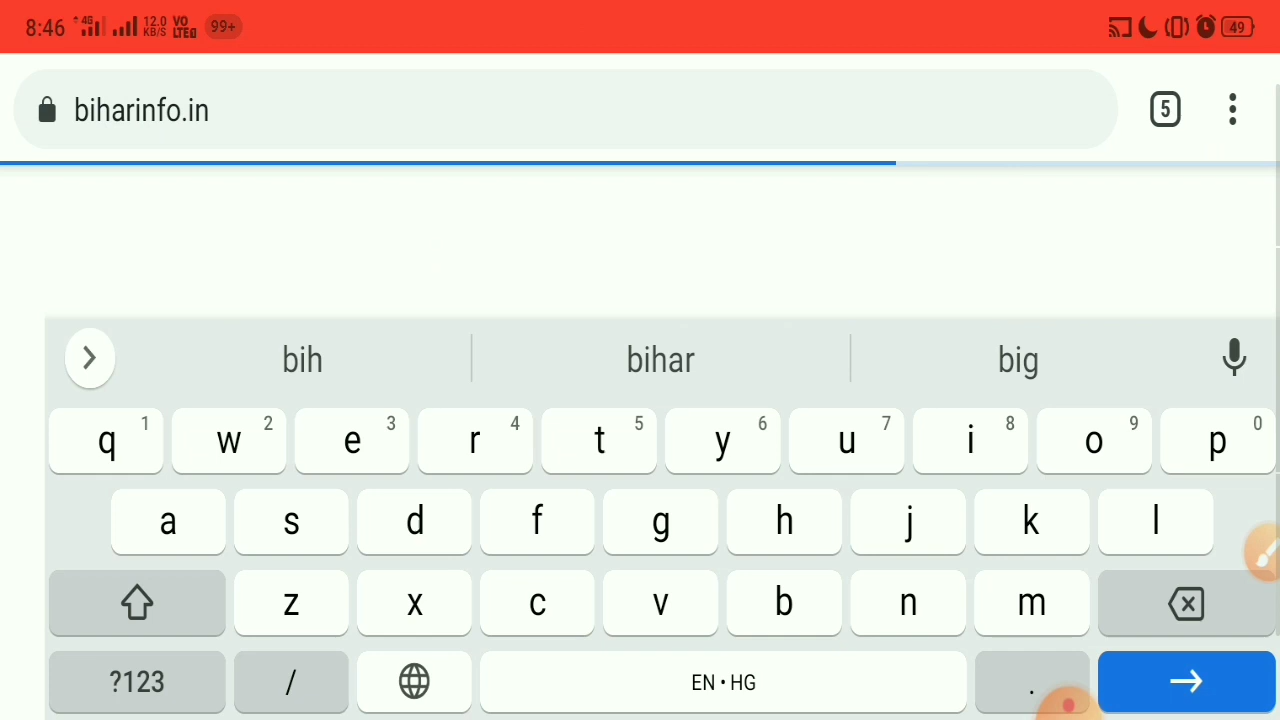 8:46 4G 12.0 KB/S VO LTE 99+ 49
biharinfo.in 5
bih bihar big
q 1 w 2 e 3 r 4 t 5 y 6 u 7 i 8 o 9 p 0
a s d f g h j k l
z x c v b n m
?123 / EN • HG .